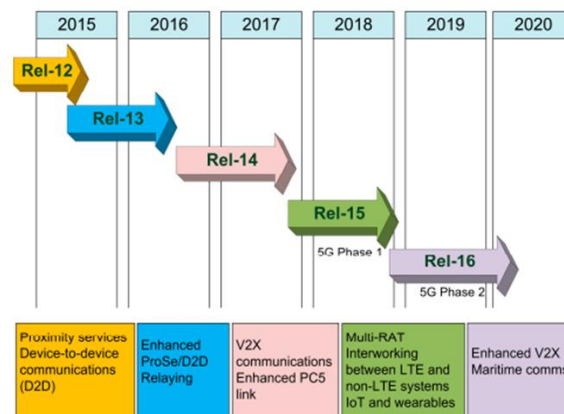 2015 2016 2017 2018 2019 2020
Rel-12
Rel-13
Rel-14
Rel-15
5G Phase 1
Rel-16
5G Phase 2
Proximity services
Device-to-device
communications
(D2D)
Enhanced
ProSe/D2D
Relaying
V2X
communications
Enhanced PC5
link
Multi-RAT
Interworking
between LTE and
non-LTE systems
IoT and wearables
Enhanced V2X
Maritime comms